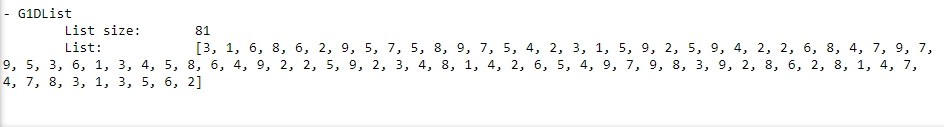 - G1DList
List size: 81
List: [3, 1, 6, 8, 6, 2, 9, 5, 7, 5, 8, 9, 7, 5, 4, 2, 3, 1, 5, 9, 2, 5, 9, 4, 2, 2, 6, 8, 4, 7, 9, 7,
9, 5, 3, 6, 1, 3, 4, 5, 8, 6, 4, 9, 2, 2, 5, 9, 2, 3, 4, 8, 1, 4, 2, 6, 5, 4, 9, 7, 9, 8, 3, 9, 2, 8, 6, 2, 8, 1, 4, 7,
4, 7, 8, 3, 1, 3, 5, 6, 2]